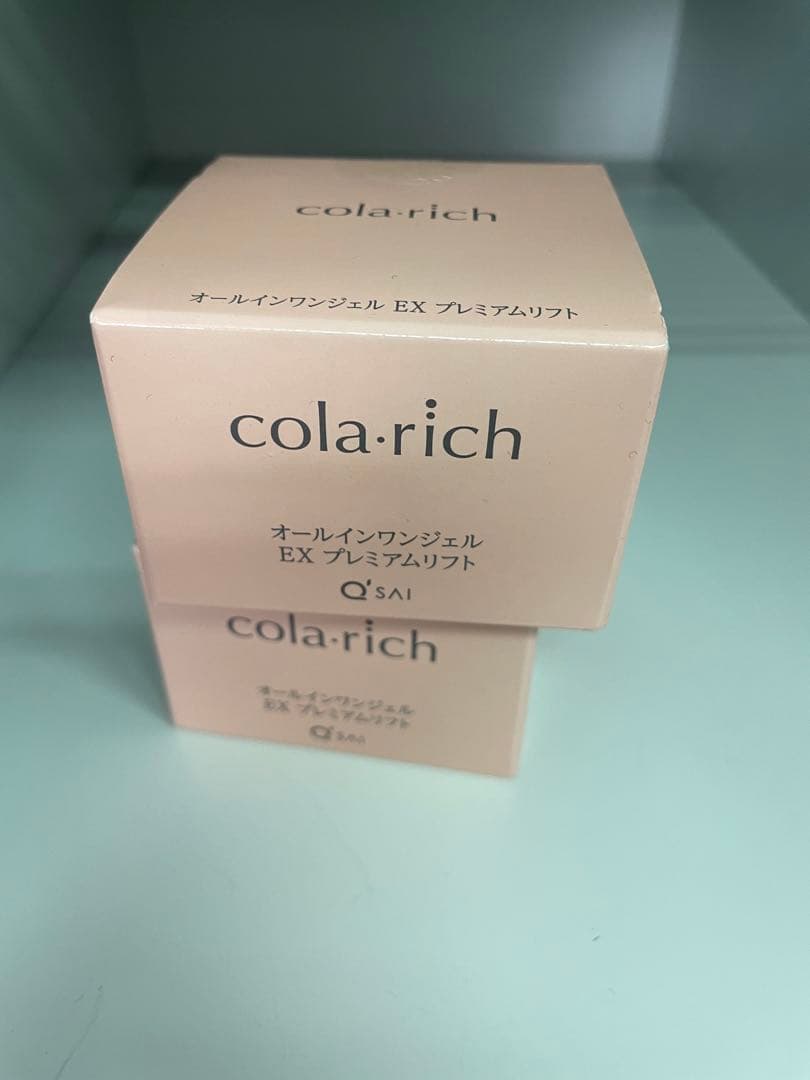 cola·rich
オールインワンジェル EX プレミアムリフト
cola·rich
オールインワンジェル
EX プレミアムリフト
Q'SAI
cola·rich
オールインワンジェル
EX プレミアムリフト
Q'SAI